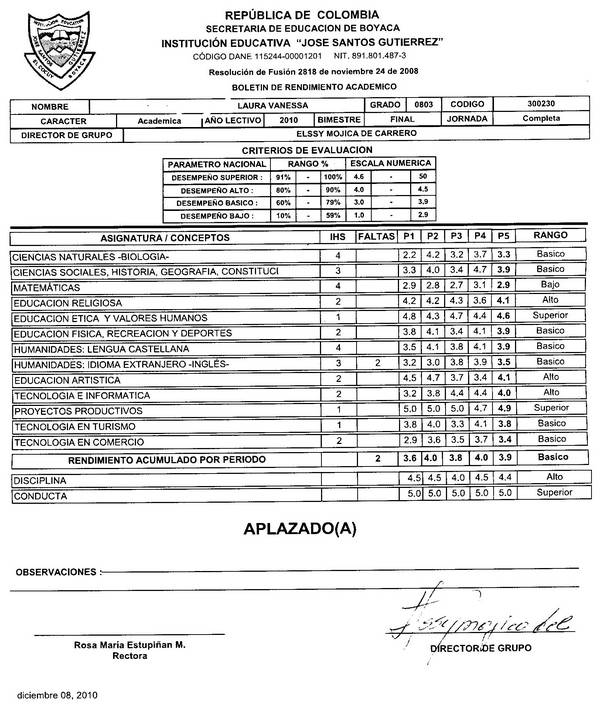 REPÚBLICA DE COLOMBIA
SECRETARIA DE EDUCACION DE BOYACA
INSTITUCIÓN EDUCATIVA "JOSE SANTOS GUTIERREZ"
CÓDIGO DANE: 115244-00001201 NIT. 891.801.487-3
Resolución de Fusión 2818 de noviembre 24 de 2008
BOLETIN DE RENDIMIENTO ACADEMICO
INSTITUCION EDUCATIVA
JOSE SANTOS GUTIERREZ
EL COCUY BOYACA
NOMBRE LAURA VANESSA GRADO 0803 CODIGO 300230
CARACTER Academica AÑO LECTIVO 2010 BIMESTRE FINAL JORNADA Completa
DIRECTOR DE GRUPO ELSSY MOJICA DE CARRERO
CRITERIOS DE EVALUACION
PARAMETRO NACIONAL RANGO % ESCALA NUMERICA
DESEMPEÑO SUPERIOR : 91% - 100% 4.6 - 50
DESEMPEÑO ALTO : 80% - 90% 4.0 - 4.5
DESEMPEÑO BASICO : 60% - 79% 3.0 - 3.9
DESEMPEÑO BAJO : 10% - 59% 1.0 - 2.9
ASIGNATURA / CONCEPTOS IHS FALTAS P1 P2 P3 P4 P5 RANGO
CIENCIAS NATURALES -BIOLOGIA- 4 2.2 4.2 3.2 3.7 3.3 Basico
CIENCIAS SOCIALES, HISTORIA, GEOGRAFIA, CONSTITUCI 3 3.3 4.0 3.4 4.7 3.9 Basico
MATEMÁTICAS 4 2.9 2.8 2.7 3.1 2.9 Bajo
EDUCACION RELIGIOSA 2 4.2 4.2 4.3 3.6 4.1 Alto
EDUCACION ETICA Y VALORES HUMANOS 1 4.8 4.3 4.7 4.4 4.6 Superior
EDUCACION FISICA, RECREACION Y DEPORTES 2 3.8 4.1 3.4 4.1 3.9 Basico
HUMANIDADES: LENGUA CASTELLANA 4 3.5 4.1 3.8 4.1 3.9 Basico
HUMANIDADES: IDIOMA EXTRANJERO -INGLÉS- 3 2 3.2 3.0 3.8 3.9 3.5 Basico
EDUCACION ARTISTICA 2 4.5 4.7 3.7 3.4 4.1 Alto
TECNOLOGIA E INFORMATICA 2 3.2 3.8 4.4 4.4 4.0 Alto
PROYECTOS PRODUCTIVOS 1 5.0 5.0 5.0 4.7 4.9 Superior
TECNOLOGIA EN TURISMO 1 3.8 4.0 3.3 4.1 3.8 Basico
TECNOLOGIA EN COMERCIO 2 2.9 3.6 3.5 3.7 3.4 Basico
RENDIMIENTO ACUMULADO POR PERIODO 2 3.6 4.0 3.8 4.0 3.9 Basico
DISCIPLINA 4.5 4.5 4.0 4.5 4.4 Alto
CONDUCTA 5.0 5.0 5.0 5.0 5.0 Superior
APLAZADO(A)
OBSERVACIONES :
Rosa María Estupiñan M.
Rectora
DIRECTOR DE GRUPO
diciembre 08, 2010